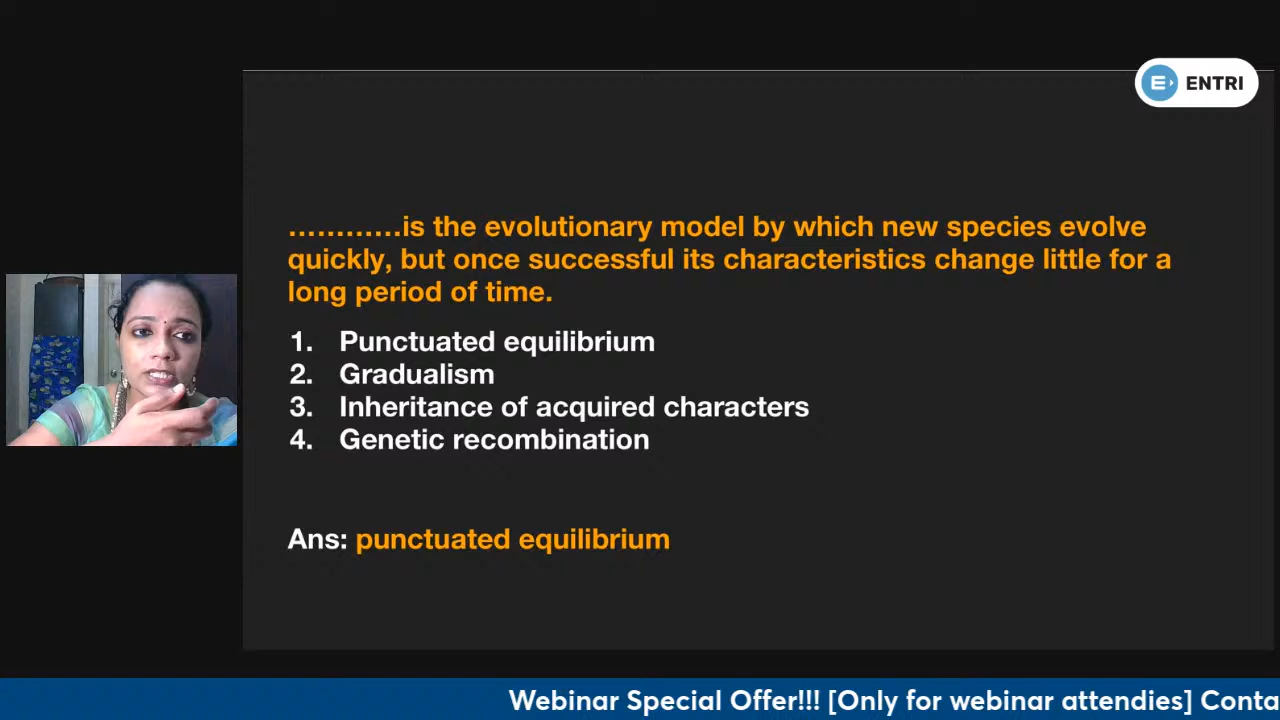 ENTRI
…………is the evolutionary model by which new species evolve
quickly, but once successful its characteristics change little for a
long period of time.
1. Punctuated equilibrium
2. Gradualism
3. Inheritance of acquired characters
4. Genetic recombination
Ans: punctuated equilibrium
Webinar Special Offer!!! [Only for webinar attendies] Conta